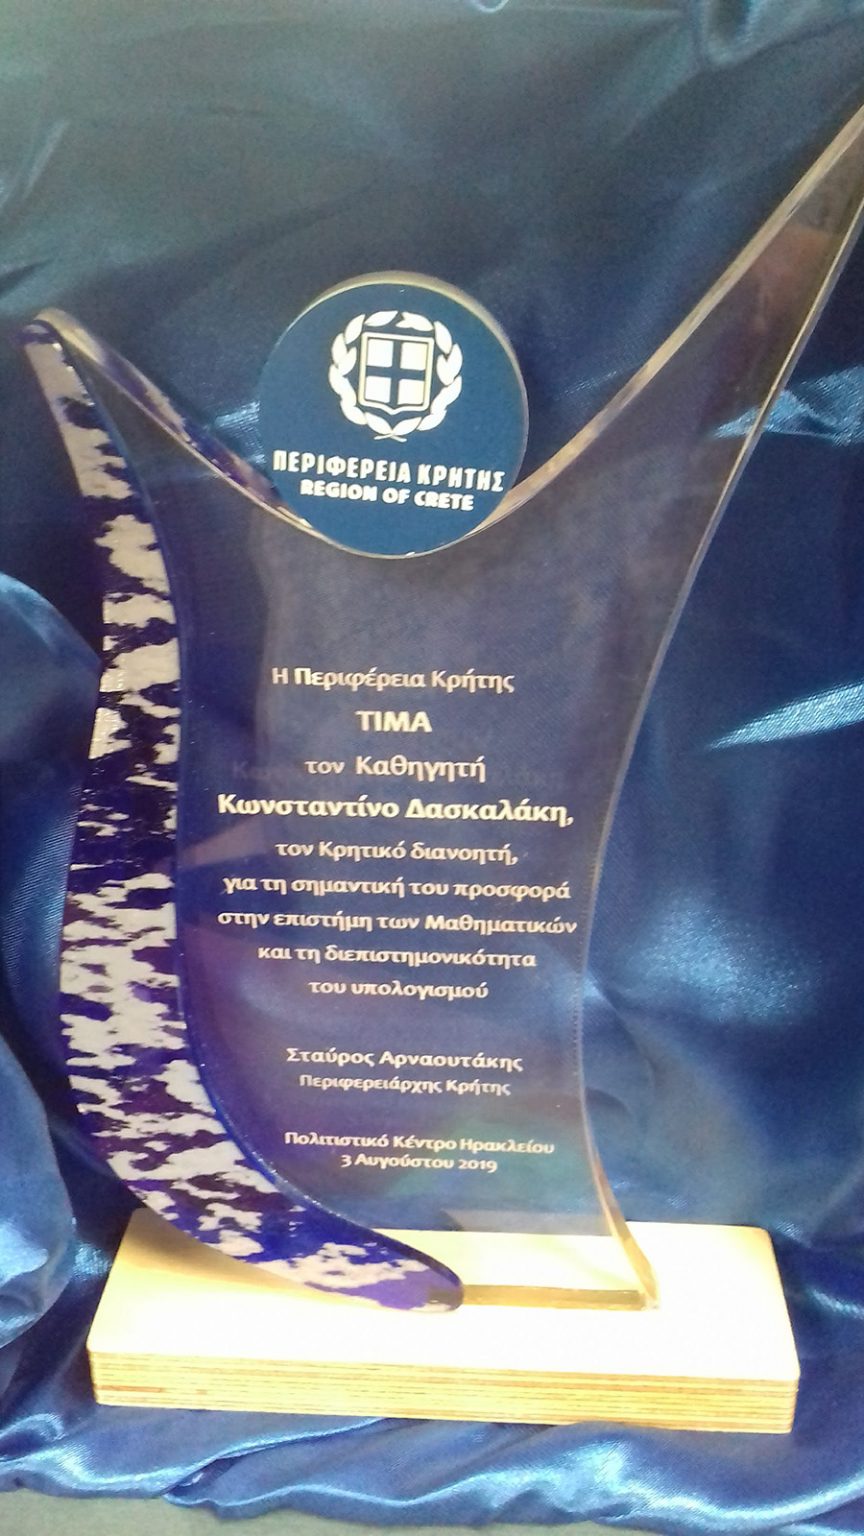 ΠΕΡΙΦΕΡΕΙΑ ΚΡΗΤΗΣ
REGION OF CRETE
Η Περιφέρεια Κρήτης
ΤΙΜΑ
τον Καθηγητή
Κωνσταντίνο Δασκαλάκη,
τον Κρητικό διανοητή,
για τη σημαντική του προσφορά
στην επιστήμη των Μαθηματικών
και τη διεπιστημονικότητα
του υπολογισμού
Σταύρος Αρναουτάκης
Περιφερειάρχης Κρήτης
Πολιτιστικό Κέντρο Ηρακλείου
3 Αυγούστου 2019